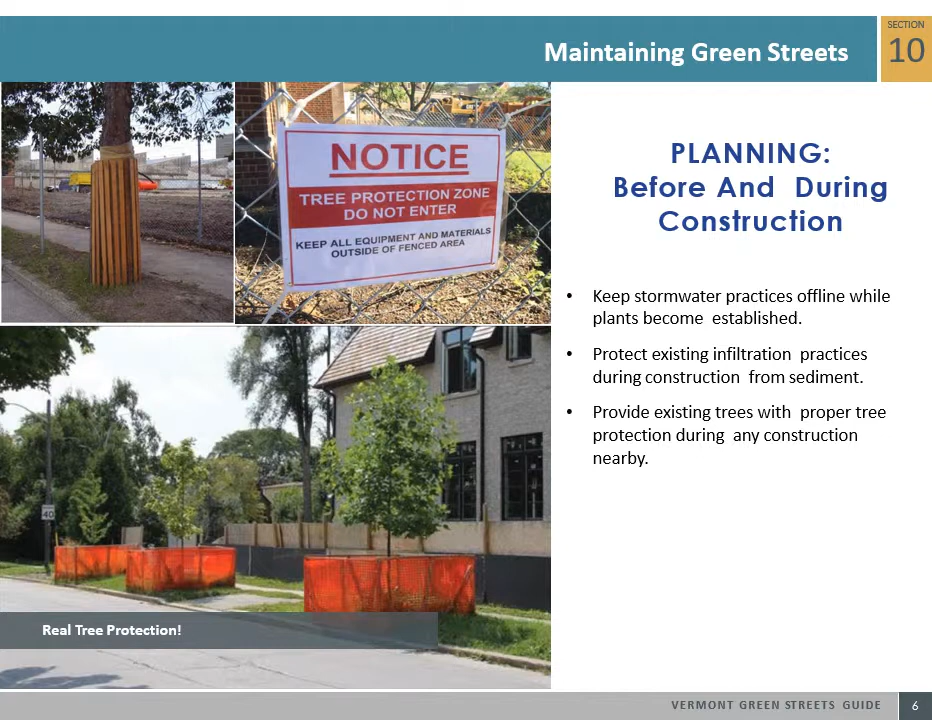 SECTION
10
Maintaining Green Streets
NOTICE
TREE PROTECTION ZONE
DO NOT ENTER
KEEP ALL EQUIPMENT AND MATERIALS
OUTSIDE OF FENCED AREA
PLANNING:
Before And During
Construction
• Keep stormwater practices offline while
plants become established.
• Protect existing infiltration practices
during construction from sediment.
• Provide existing trees with proper tree
protection during any construction
nearby.
40
Real Tree Protection!
VERMONT GREEN STREETS GUIDE
6